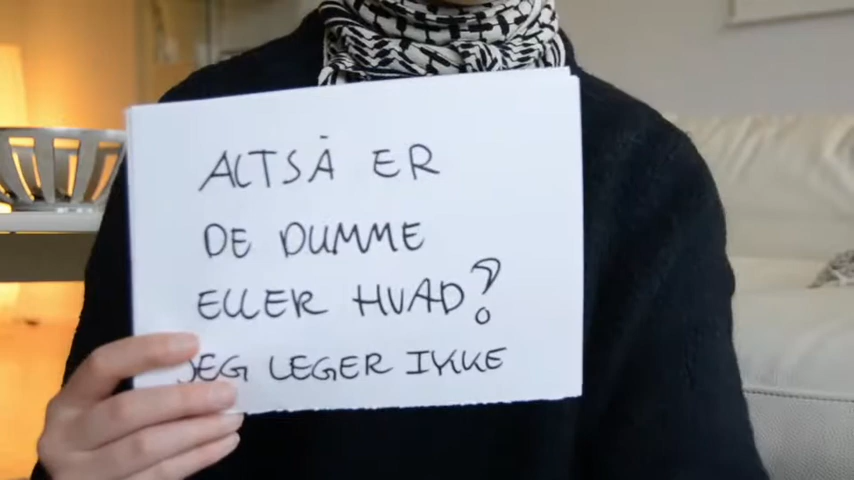 ALTSÅ ER
DE DUMME
ELLER HVAD?
JEG LEGER IKKE